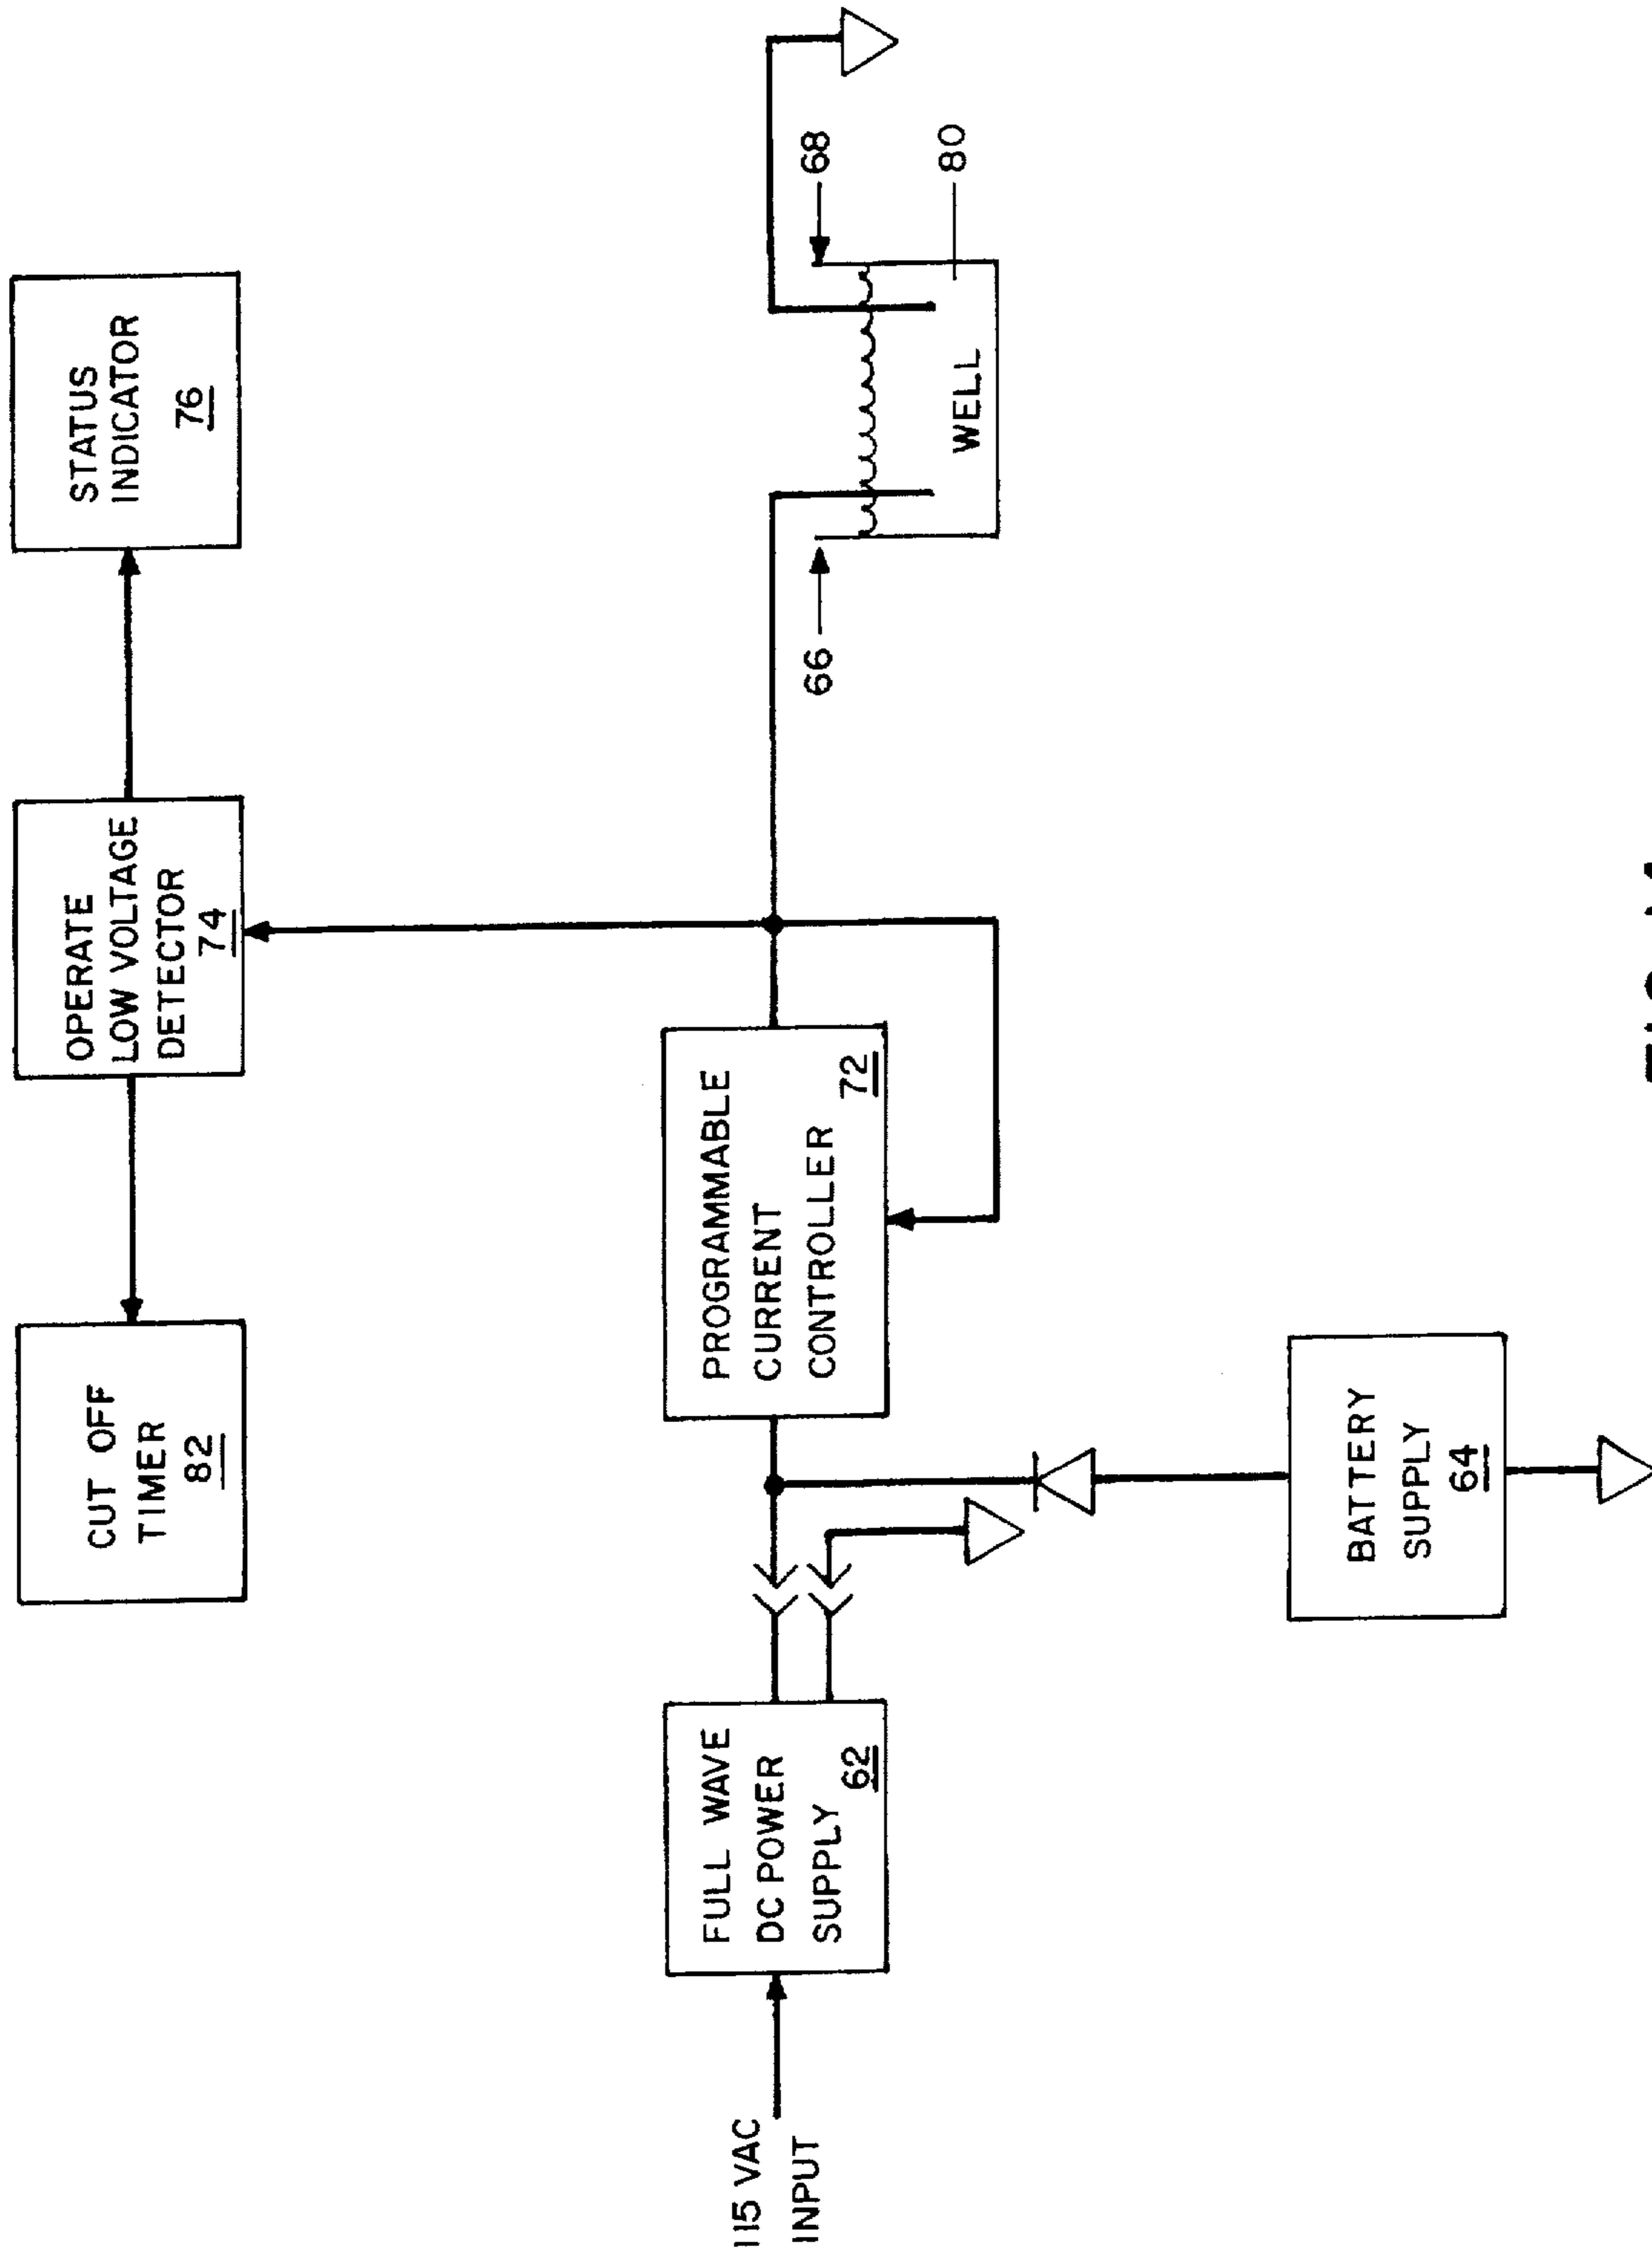 CUT OFF
TIMER
82
OPERATE
LOW VOLTAGE
DETECTOR
74
STATUS
INDICATOR
76
115 VAC
INPUT
FULL WAVE
DC POWER
SUPPLY
62
PROGRAMMABLE
CURRENT
CONTROLLER
72
66
68
WELL
80
BATTERY
SUPPLY
64